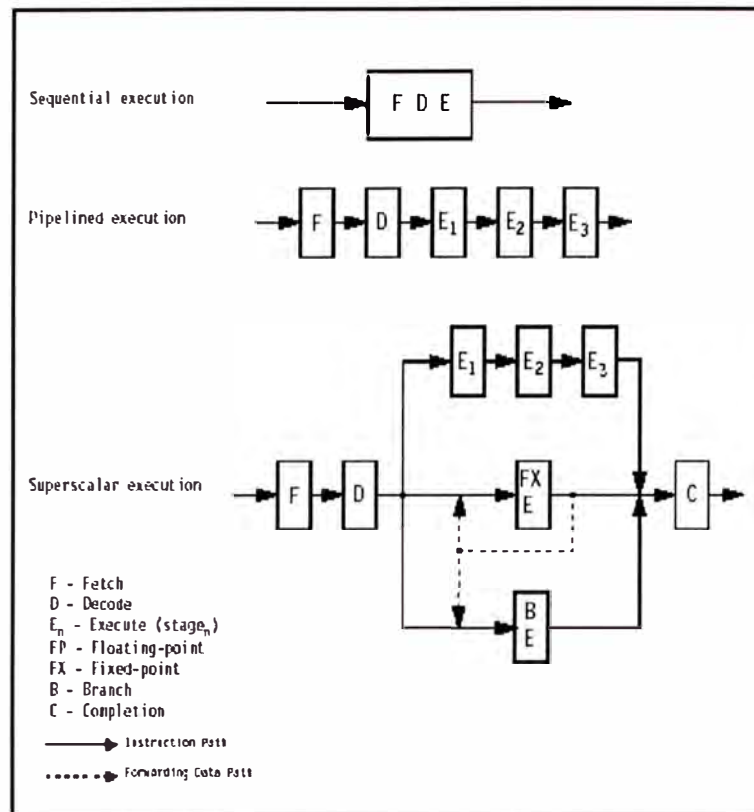 Sequential execution
F D E
Pipelined execution
F D E₁ E₂ E₃
E₁ E₂ E₃
Superscalar execution
F D FX E C
B E
F - Fetch
D - Decode
Eₙ - Execute (stageₙ)
FP - Floating-point
FX - Fixed-point
B - Branch
C - Completion
Instruction Path
Forwarding Data Path